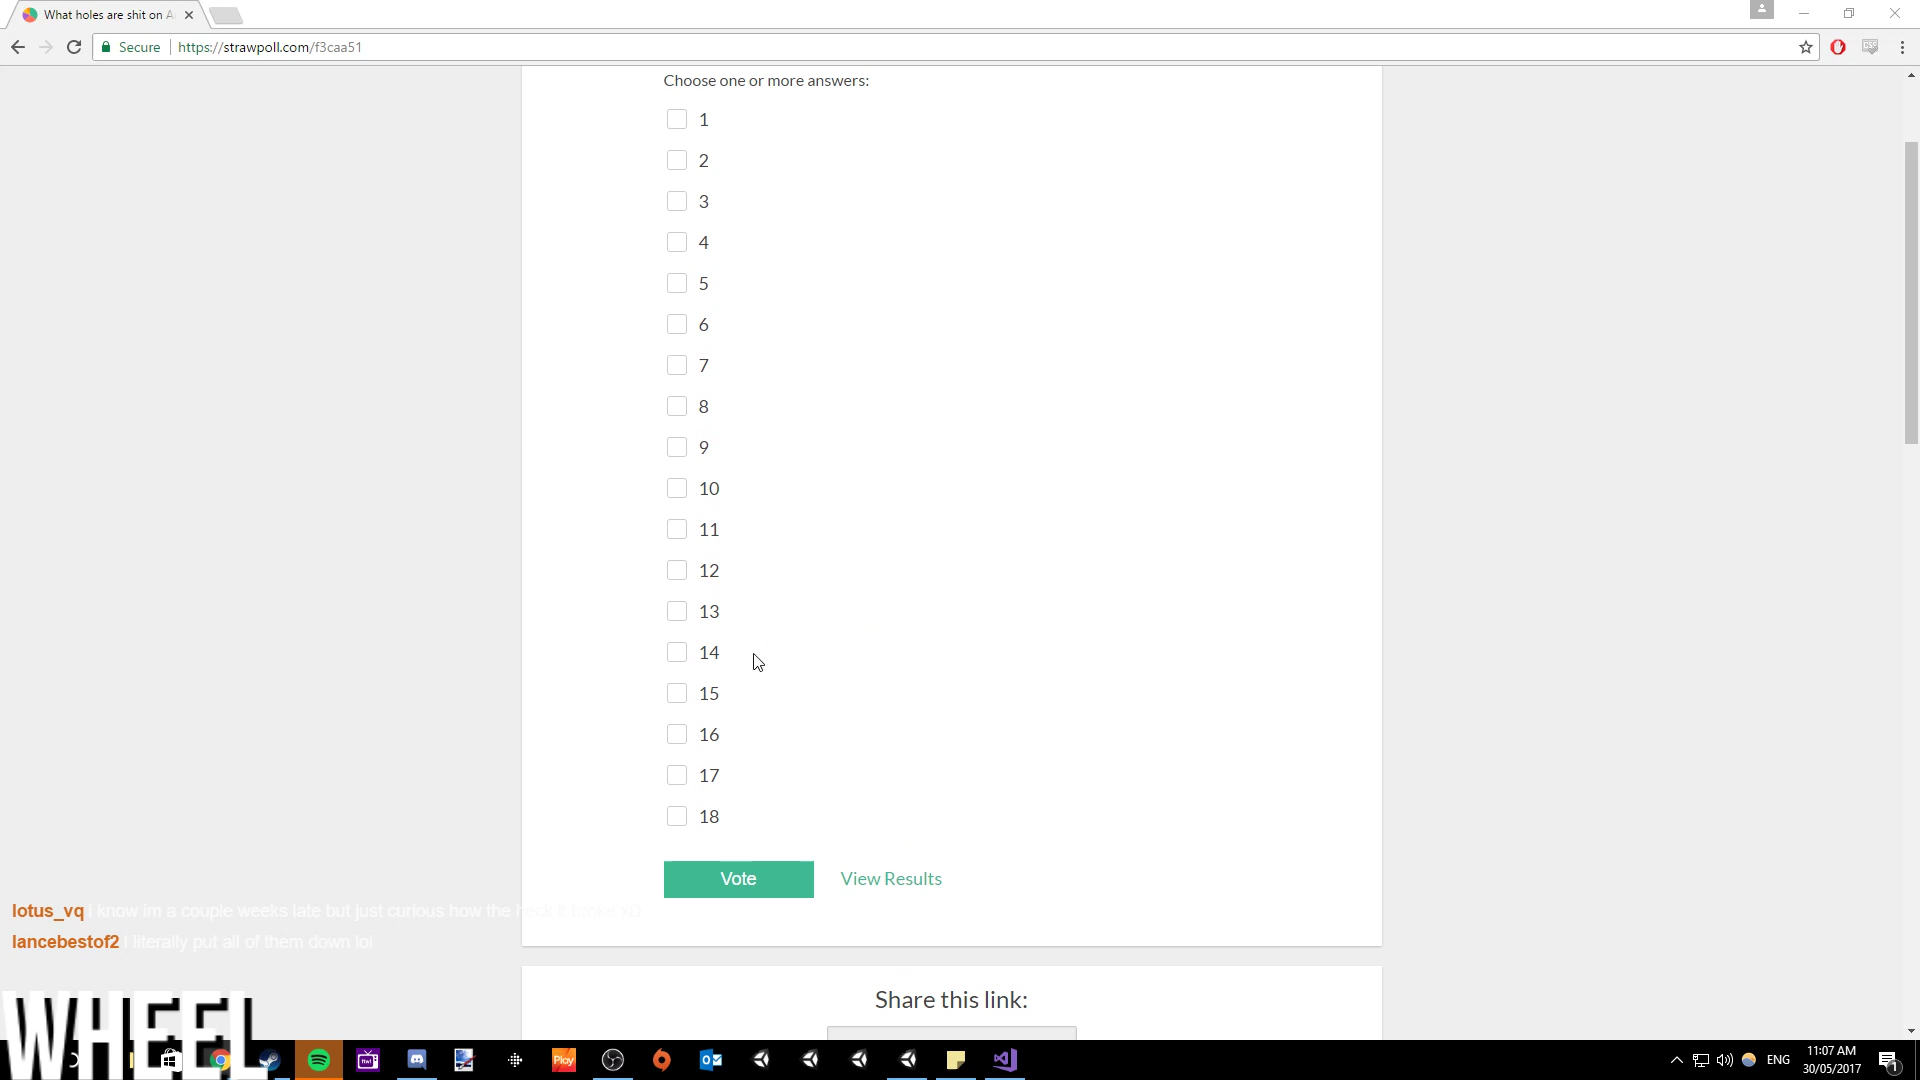 What holes are shit on A
Secure
https://strawpoll.com/f3caa51
Choose one or more answers:
1
2
3
4
5
6
7
8
9
10
11
12
13
14
15
16
17
18
Vote
View Results
lotus_vq i know im a couple weeks late but just curious how the heck
lancebestof2 I literally put all of them down lol
Share this link:
WHEEL
Play
ENG
11:07 AM
30/05/2017
1